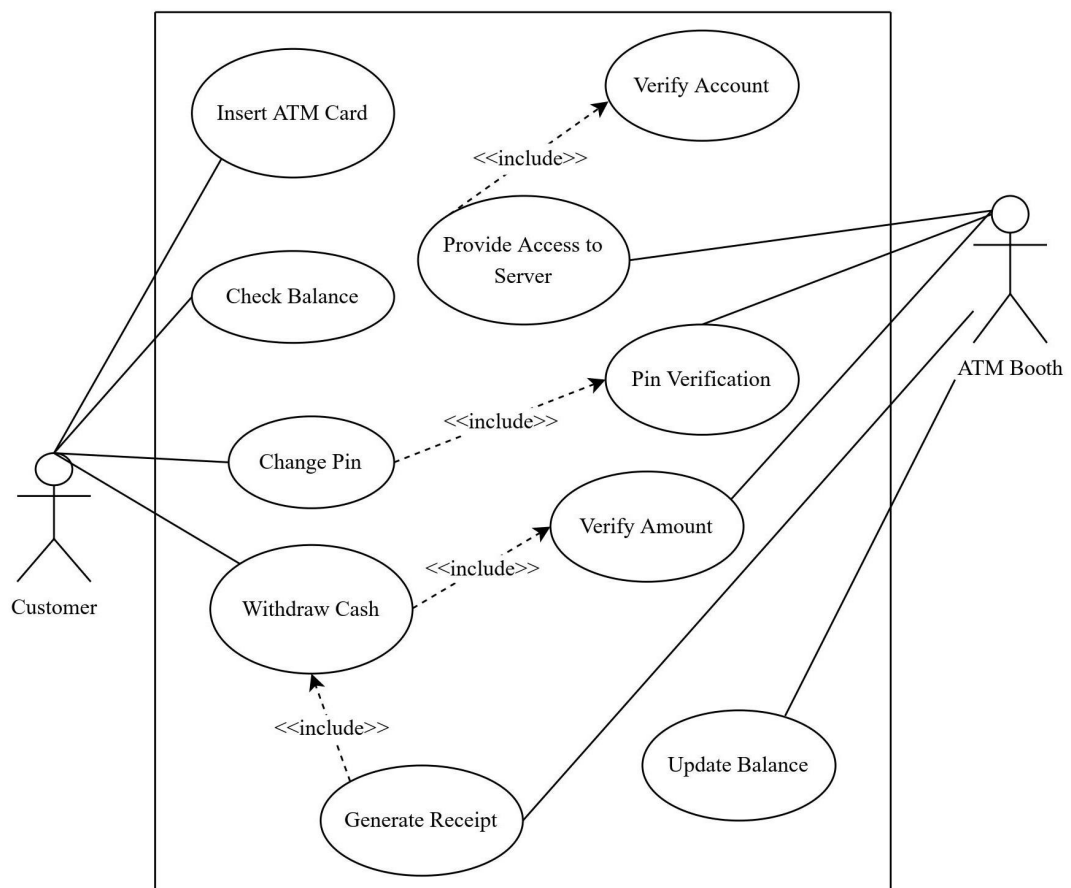 Insert ATM Card
Verify Account
<<include>>
Provide Access to
Server
Check Balance
Pin Verification
ATM Booth
<<include>>
Change Pin
Verify Amount
<<include>>
Customer
Withdraw Cash
<<include>>
Update Balance
Generate Receipt